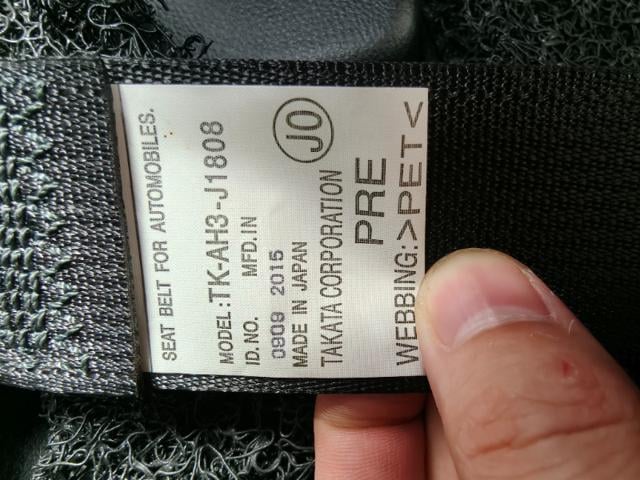 SEAT BELT FOR AUTOMOBILES.
MODEL:TK-AH3-J1808
ID.NO. MFD.IN
0909 2015
MADE IN JAPAN JO
TAKATA CORPORATION
PRE
WEBBING:>PET<